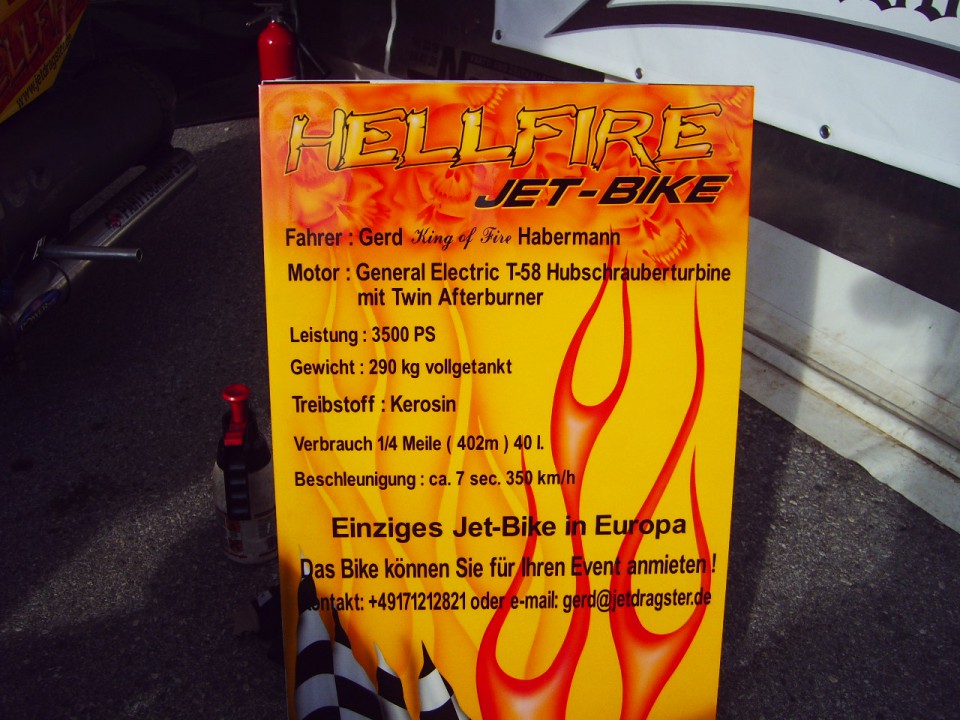 HELLFIRE
JET-BIKE
Fahrer : Gerd King of Fire Habermann
Motor : General Electric T-58 Hubschrauberturbine
mit Twin Afterburner
Leistung : 3500 PS
Gewicht : 290 kg vollgetankt
Treibstoff : Kerosin
Verbrauch 1/4 Meile ( 402m ) 40 l.
Beschleunigung : ca. 7 sec. 350 km/h
Einziges Jet-Bike in Europa
Das Bike können Sie für Ihren Event anmieten !
Kontakt: +49171212821 oder e-mail: gerd@jetdragster.de